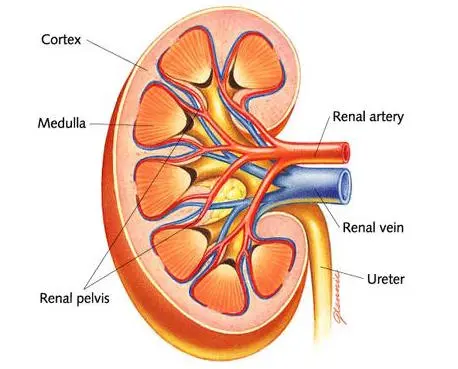 Cortex
Renal artery
Medulla
Renal vein
Ureter
Renal pelvis